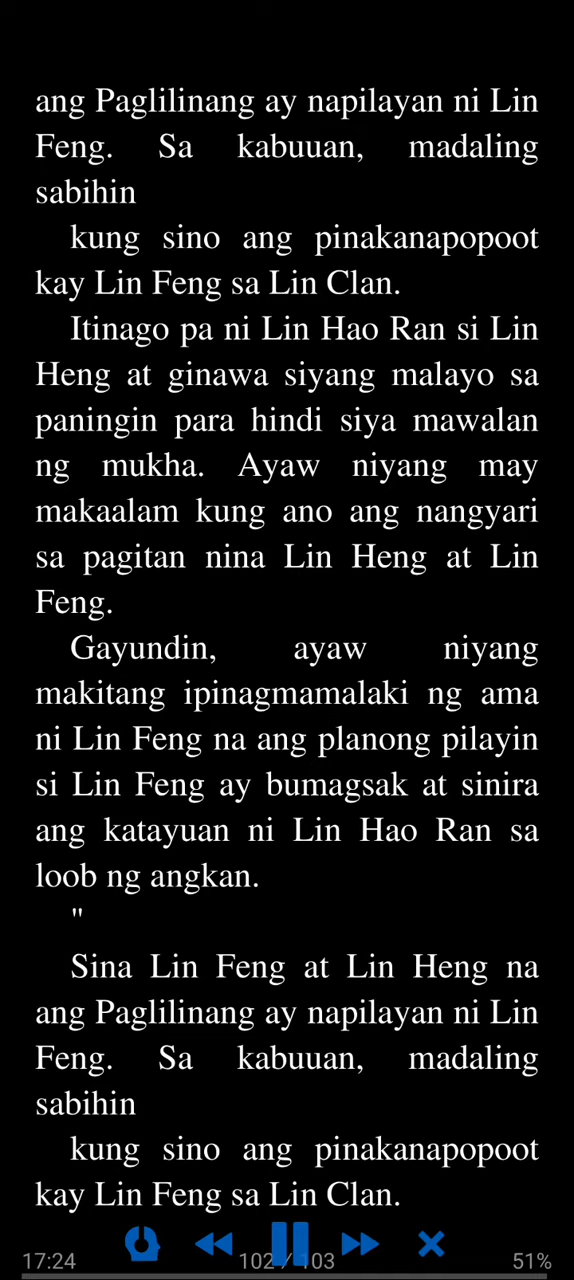 ang Paglilinang ay napilayan ni Lin
Feng. Sa kabuuan, madaling
sabihin
kung sino ang pinakanapopoot
kay Lin Feng sa Lin Clan.
Itinago pa ni Lin Hao Ran si Lin
Heng at ginawa siyang malayo sa
paningin para hindi siya mawalan
ng mukha. Ayaw niyang may
makaalam kung ano ang nangyari
sa pagitan nina Lin Heng at Lin
Feng.
Gayundin, ayaw niyang
makitang ipinagmamalaki ng ama
ni Lin Feng na ang planong pilayin
si Lin Feng ay bumagsak at sinira
ang katayuan ni Lin Hao Ran sa
loob ng angkan.
"
Sina Lin Feng at Lin Heng na
ang Paglilinang ay napilayan ni Lin
Feng. Sa kabuuan, madaling
sabihin
kung sino ang pinakanapopoot
kay Lin Feng sa Lin Clan.
17:24 102 / 103 51%